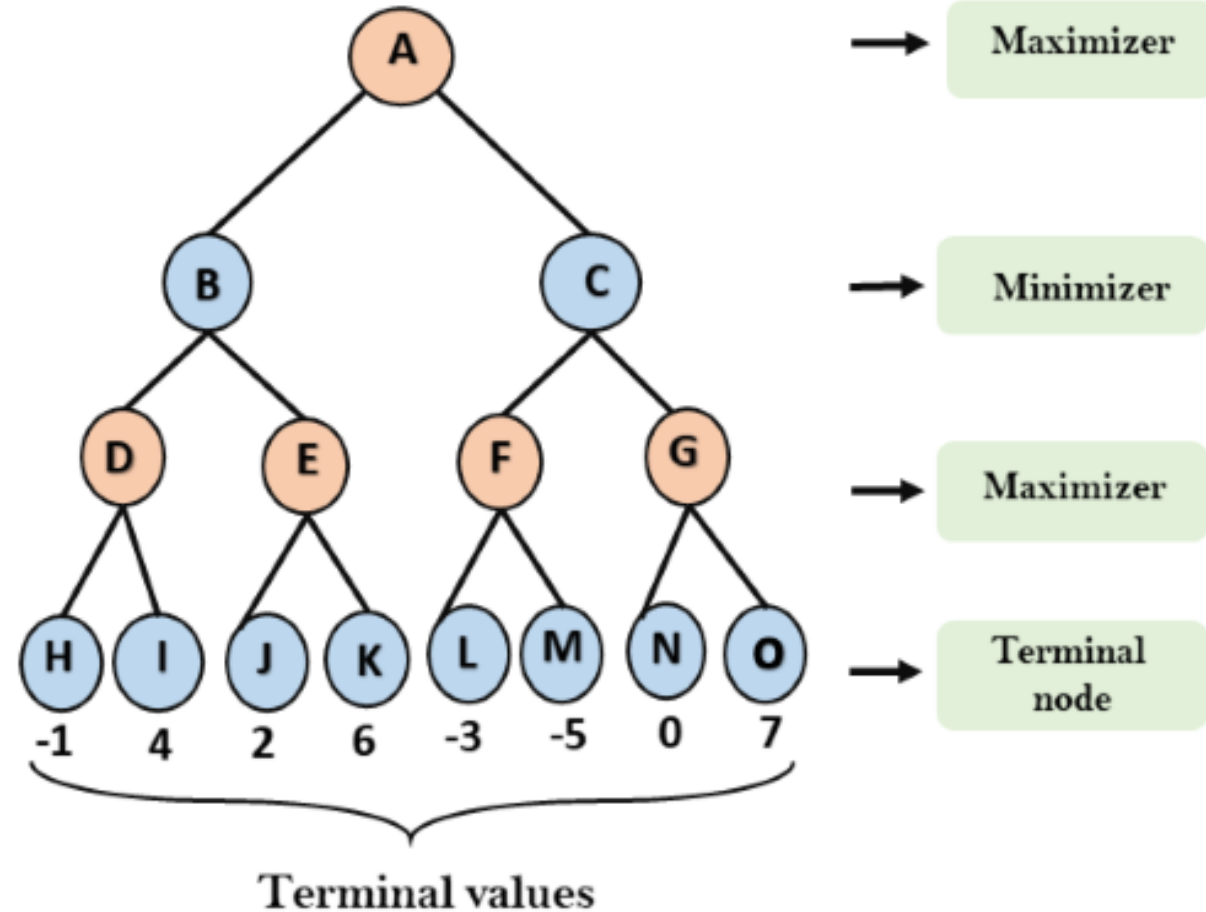 A
Maximizer
B
C
Minimizer
D
E
F
G
Maximizer
H
I
J
K
L
M
N
O
Terminal
node
-1
4
2
6
-3
-5
0
7
Terminal values